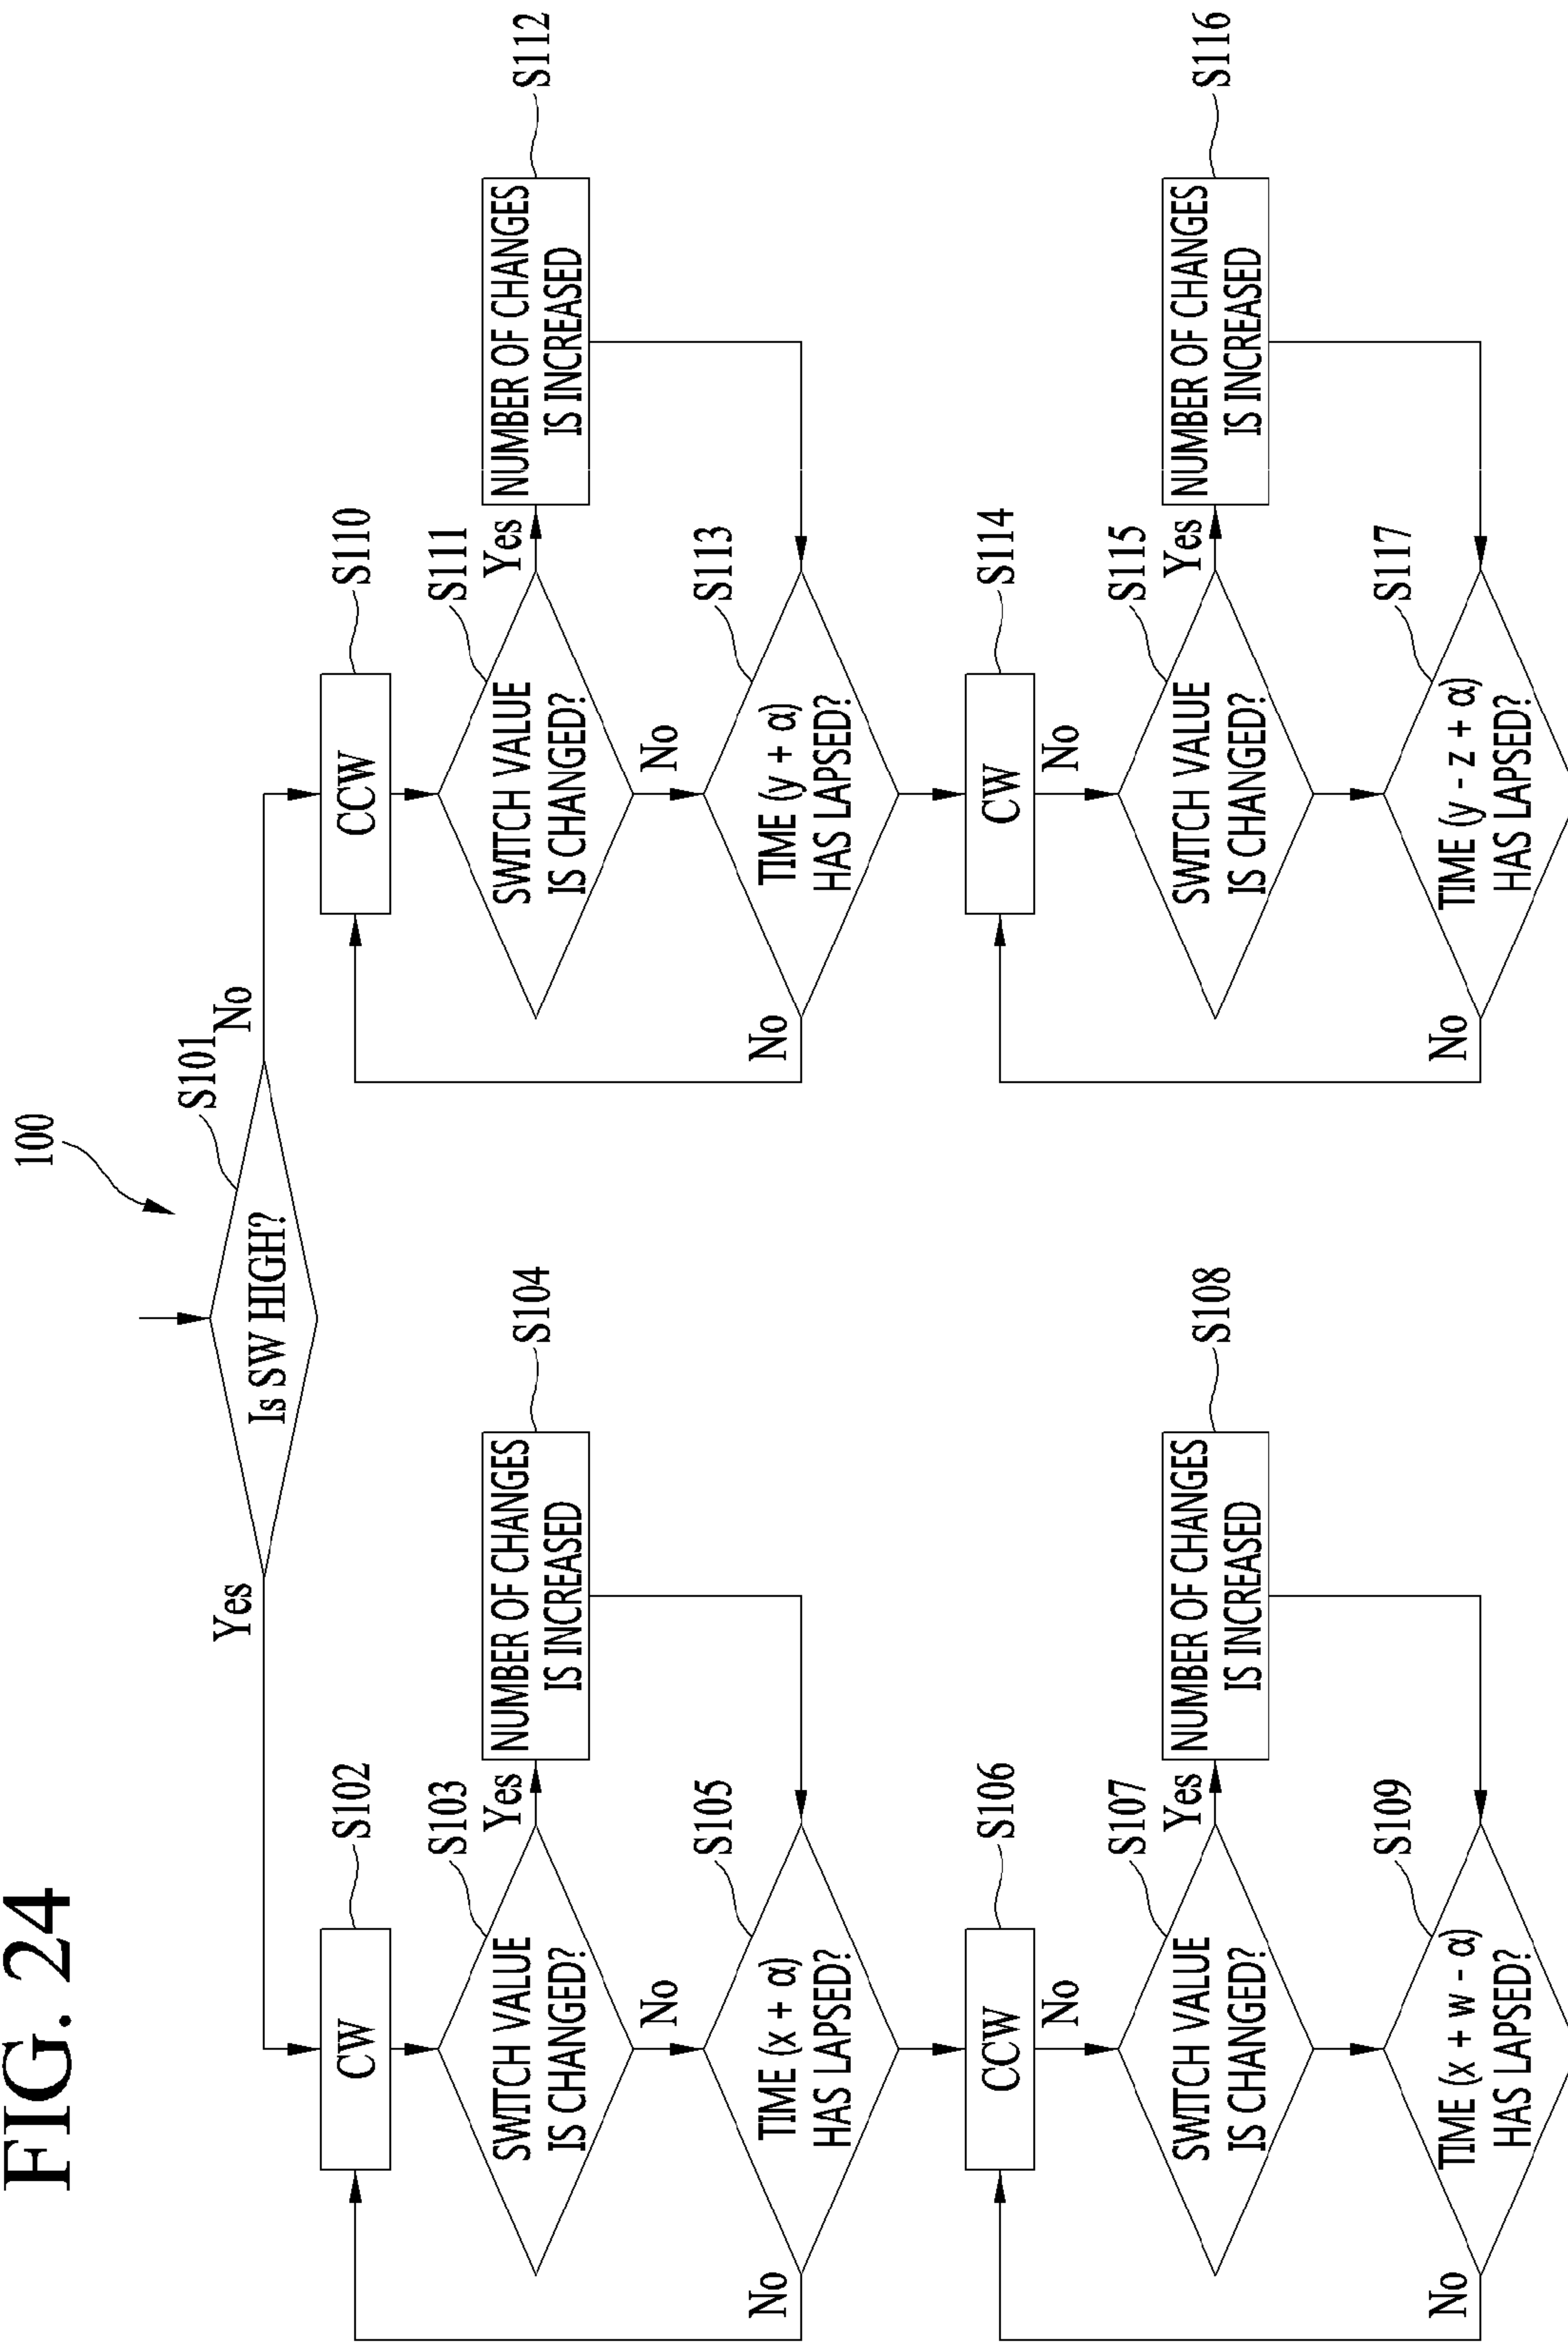 FIG. 24
100
S101
Is SW HIGH?
Yes
No
S102
CW
S103
SWITCH VALUE
IS CHANGED?
Yes
S104
NUMBER OF CHANGES
IS INCREASED
No
S105
TIME (x + α)
HAS LAPSED?
No
S106
CCW
No
S107
SWITCH VALUE
IS CHANGED?
Yes
S108
NUMBER OF CHANGES
IS INCREASED
S109
TIME (x + w - α)
HAS LAPSED?
No
S110
CCW
S111
SWITCH VALUE
IS CHANGED?
Yes
S112
NUMBER OF CHANGES
IS INCREASED
No
S113
TIME (y + α)
HAS LAPSED?
No
S114
CW
No
S115
SWITCH VALUE
IS CHANGED?
Yes
S116
NUMBER OF CHANGES
IS INCREASED
S117
TIME (y - z + α)
HAS LAPSED?
No